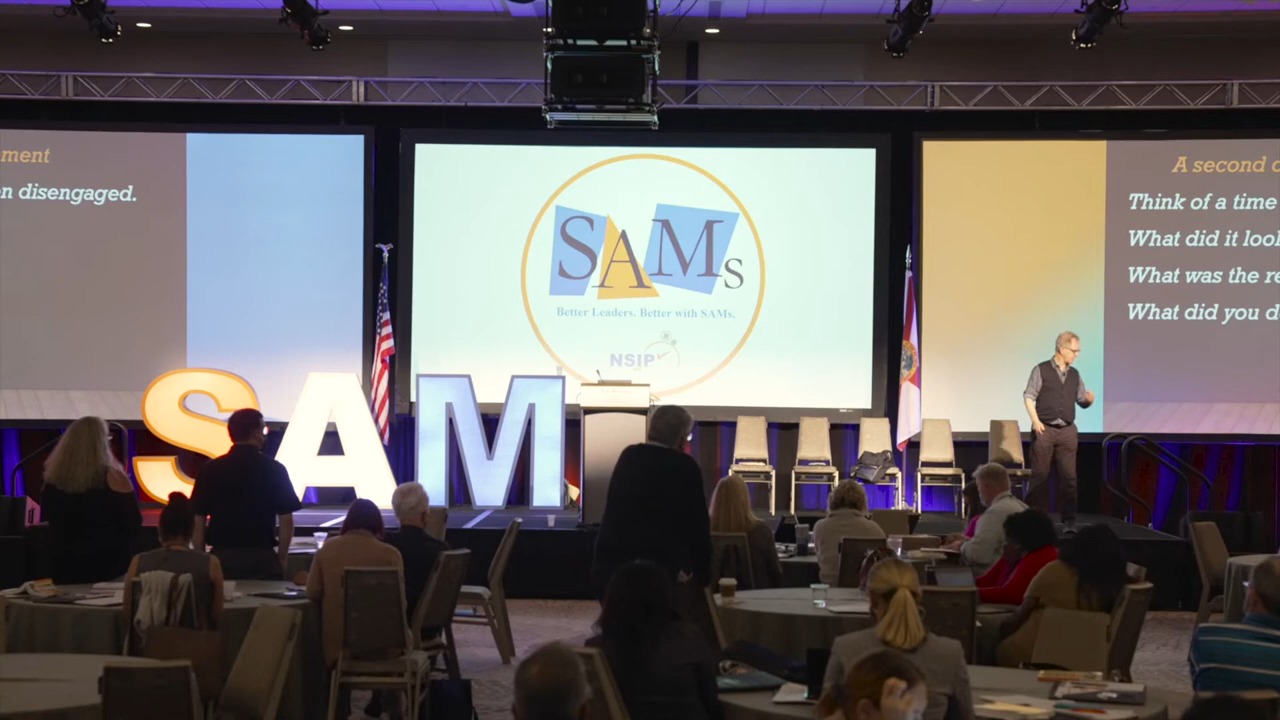 ment
n disengaged.
SAMs
Better Leaders. Better with SAMs.
NSIP
A second
Think of a time
What did it lool
What was the re
What did you d
SAM